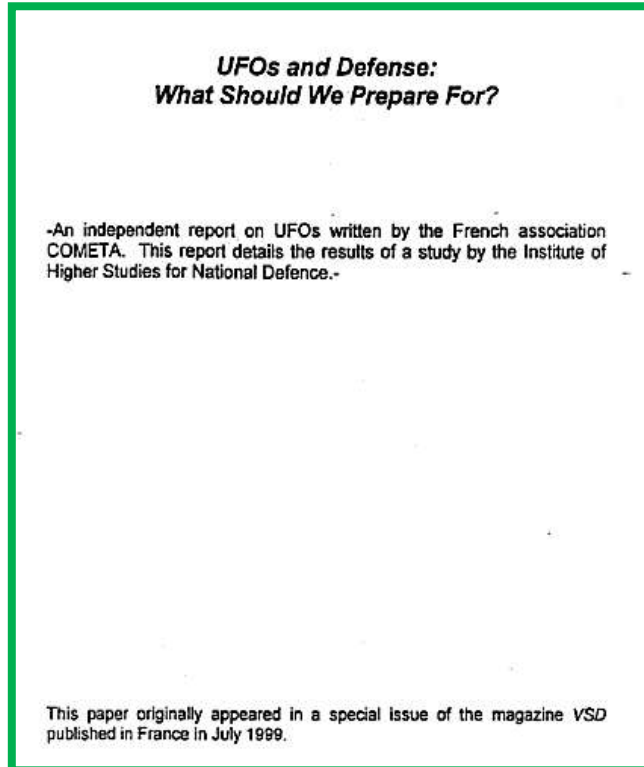 UFOs and Defense:
What Should We Prepare For?
-An independent report on UFOs written by the French association
COMETA. This report details the results of a study by the Institute of
Higher Studies for National Defence.-
This paper originally appeared in a special issue of the magazine VSD
published in France in July 1999.